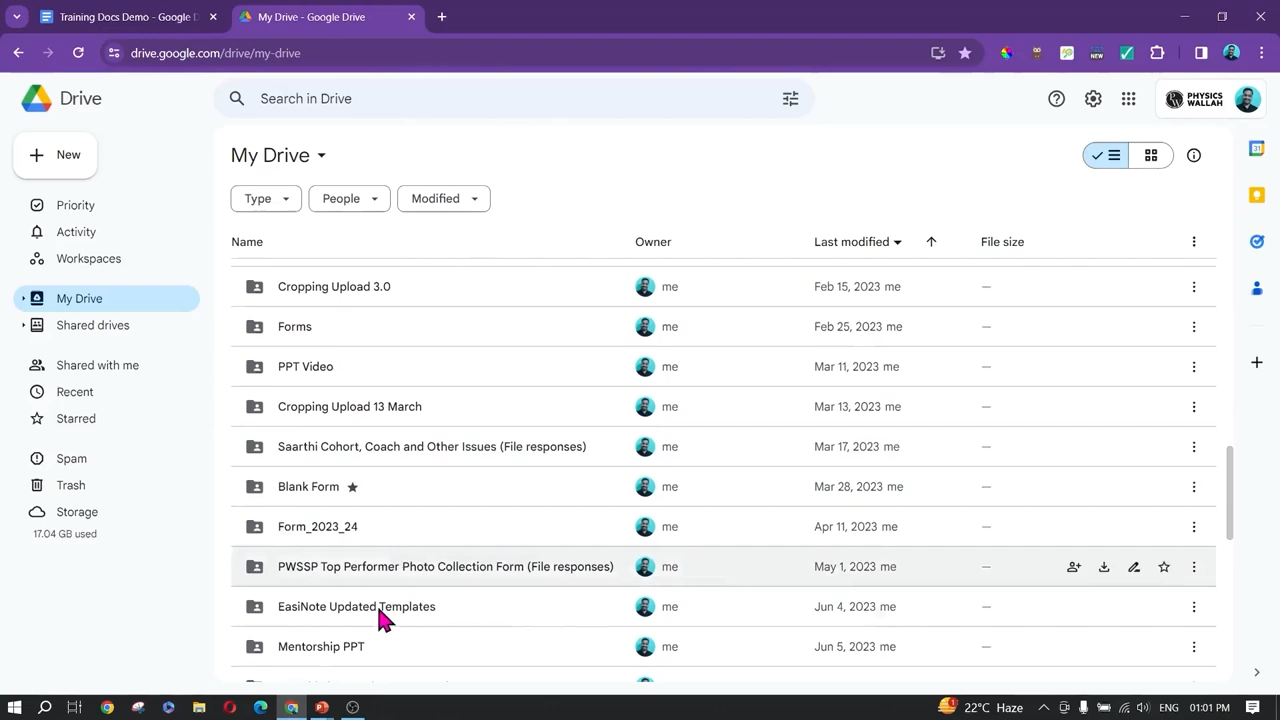 Training Docs Demo - Google D
My Drive - Google Drive
drive.google.com/drive/my-drive
NEW
Drive
Search in Drive
PHYSICS
WALLAH
New
My Drive
31
Priority
Type
People
Modified
Activity
Workspaces
Name
Owner
Last modified
File size
Cropping Upload 3.0
me
Feb 15, 2023 me
—
My Drive
Shared drives
Forms
me
Feb 25, 2023 me
—
Shared with me
PPT Video
me
Mar 11, 2023 me
—
Recent
Cropping Upload 13 March
me
Mar 13, 2023 me
—
Starred
Saarthi Cohort, Coach and Other Issues (File responses)
me
Mar 17, 2023 me
—
Spam
Trash
Blank Form
me
Mar 28, 2023 me
—
Storage
17.04 GB used
Form_2023_24
me
Apr 11, 2023 me
—
PWSSP Top Performer Photo Collection Form (File responses)
me
May 1, 2023 me
—
EasiNote Updated Templates
me
Jun 4, 2023 me
—
Mentorship PPT
me
Jun 5, 2023 me
—
1
22°C Haze
ENG
01:01 PM